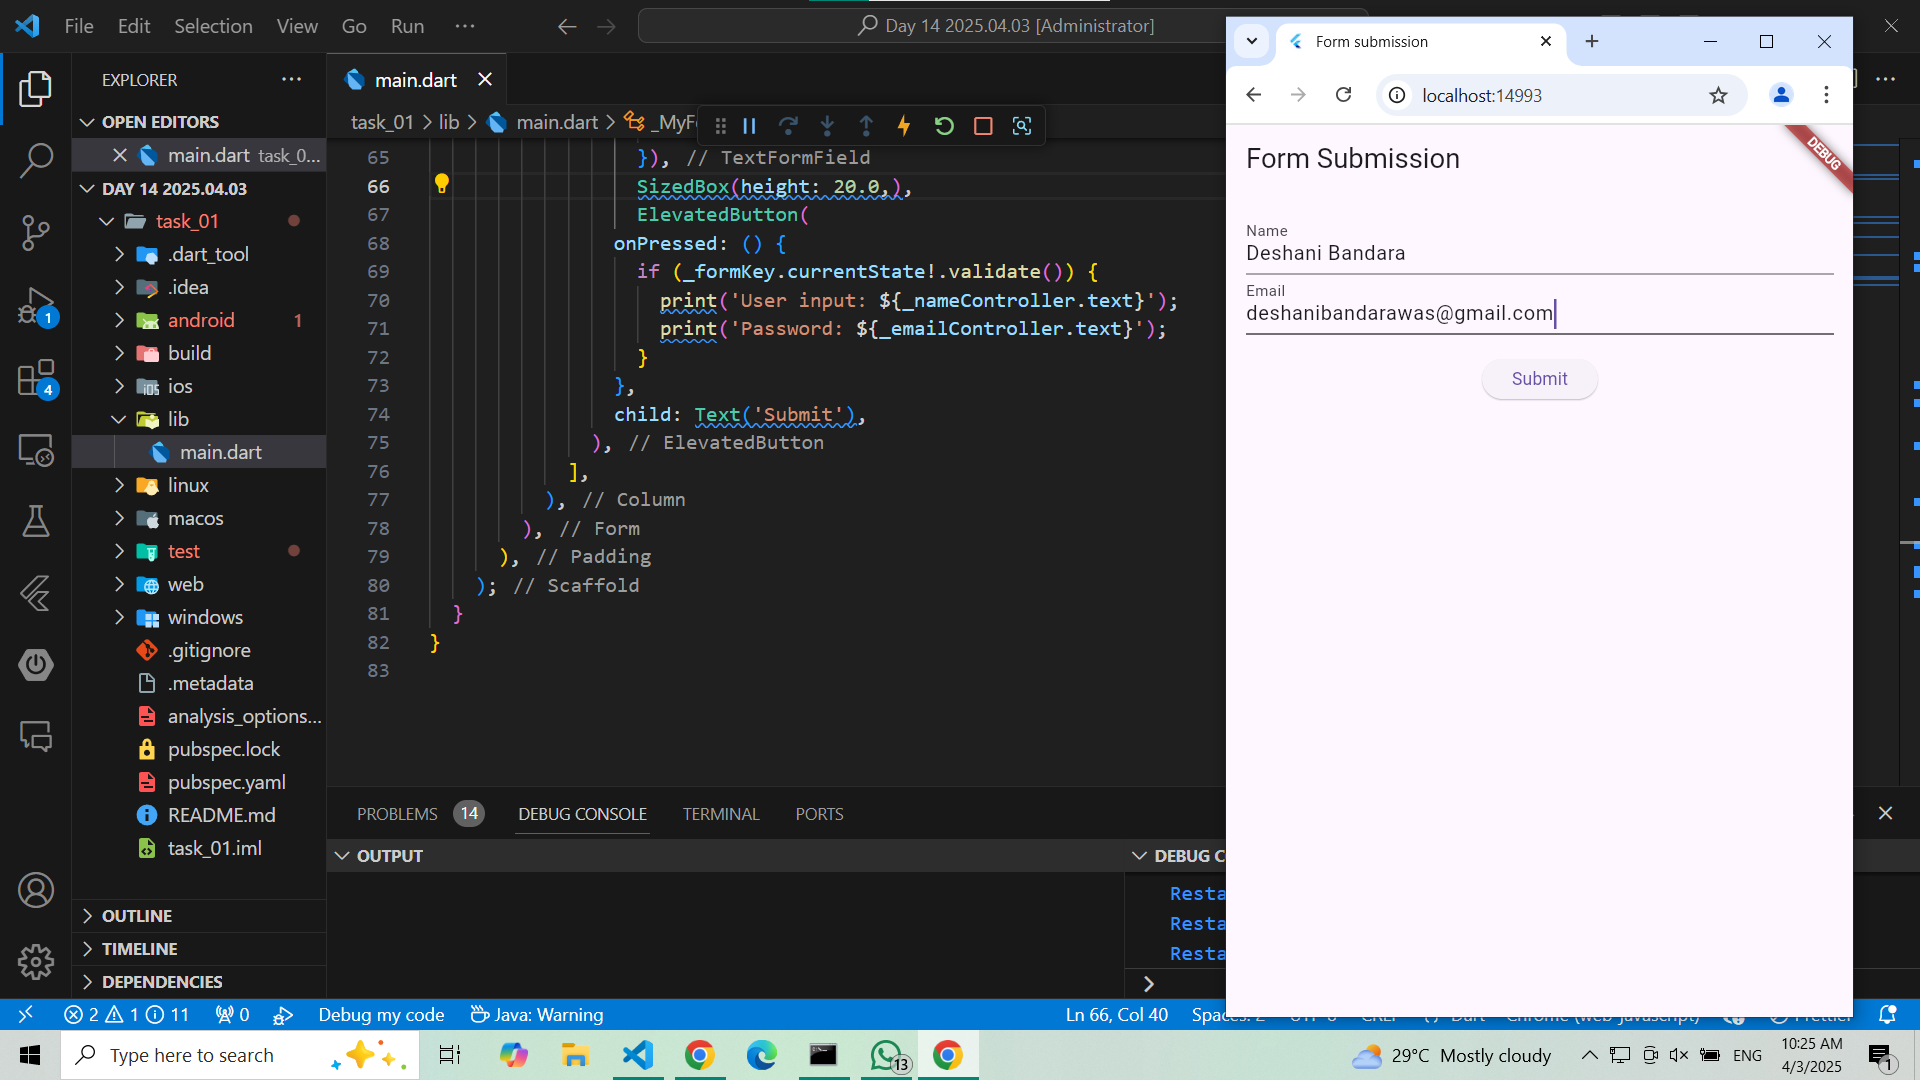 File Edit Selection View Go Run ···
Day 14 2025.04.03 [Administrator]
EXPLORER
OPEN EDITORS
main.dart task_0...
DAY 14 2025.04.03
task_01
.dart_tool
.idea
android 1
build
ios
lib
main.dart
linux
macos
test
web
windows
.gitignore
.metadata
analysis_options...
pubspec.lock
pubspec.yaml
README.md
task_01.iml
OUTLINE
TIMELINE
DEPENDENCIES
1
4
main.dart
task_01 > lib > main.dart > _MyF
65 }), // TextFormField
66 SizedBox(height: 20.0,),
67 ElevatedButton(
68 onPressed: () {
69 if (_formKey.currentState!.validate()) {
70 print('User input: ${_nameController.text}');
71 print('Password: ${_emailController.text}');
72 }
73 },
74 child: Text('Submit'),
75 ), // ElevatedButton
76 ],
77 ), // Column
78 ), // Form
79 ), // Padding
80 ); // Scaffold
81 }
82 }
83
PROBLEMS 14 DEBUG CONSOLE TERMINAL PORTS
OUTPUT
DEBUG C
Resta
Resta
Resta
Form submission
localhost:14993
DEBUG
Form Submission
Name
Deshani Bandara
Email
deshanibandarawas@gmail.com
Submit
2 1 11 0 Debug my code Java: Warning
Ln 66, Col 40
Type here to search
13
29°C Mostly cloudy
ENG
10:25 AM
4/3/2025
1